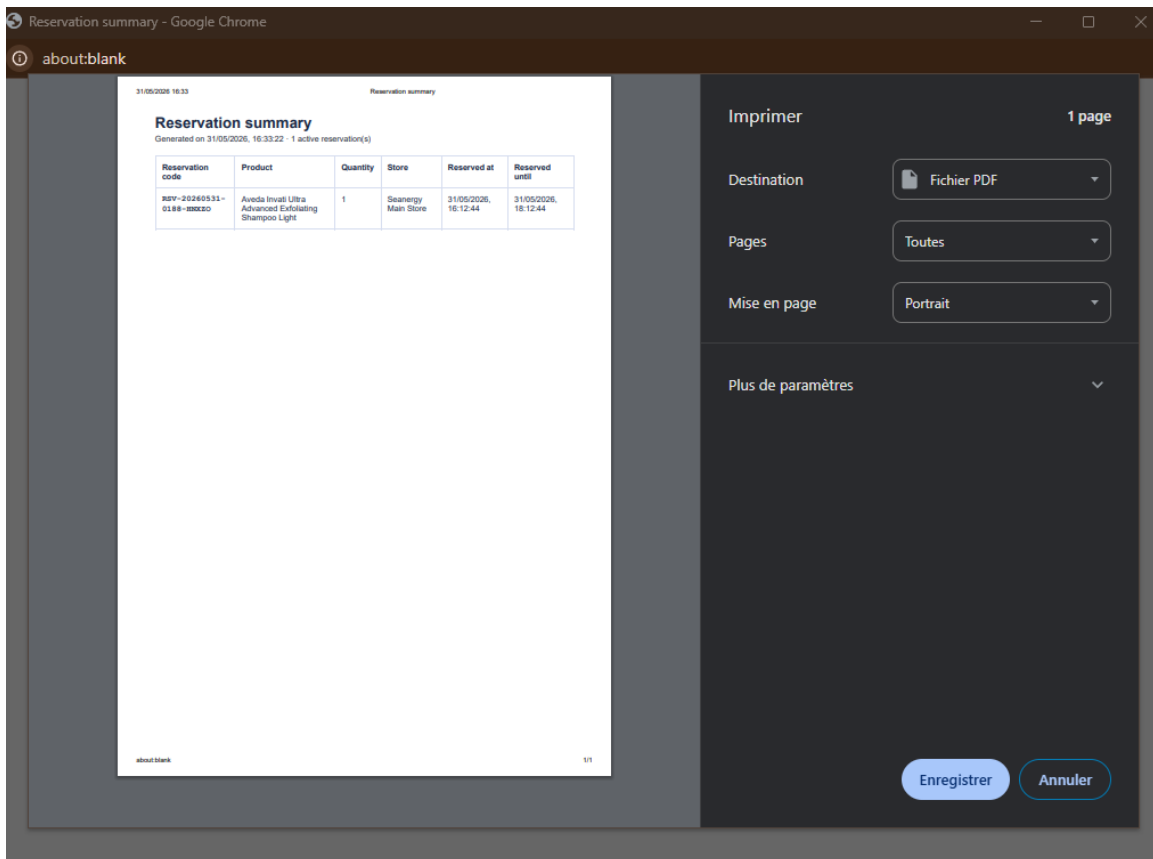 Reservation summary - Google Chrome
about:blank
31/05/2026 16:33
Reservation summary
Reservation summary
Generated on 31/05/2026, 16:33:22 · 1 active reservation(s)
Reservation code
Product
Quantity
Store
Reserved at
Reserved until
RSV-20260531-
Aveda Invati Ultra
1
Seanergy
31/05/2026,
31/05/2026,
Advanced Exfoliating
Main Store
16:12:44
18:12:44
Shampoo Light
about:blank
1/1
Imprimer
1 page
Destination
Fichier PDF
Pages
Toutes
Mise en page
Portrait
Plus de paramètres
Enregistrer
Annuler